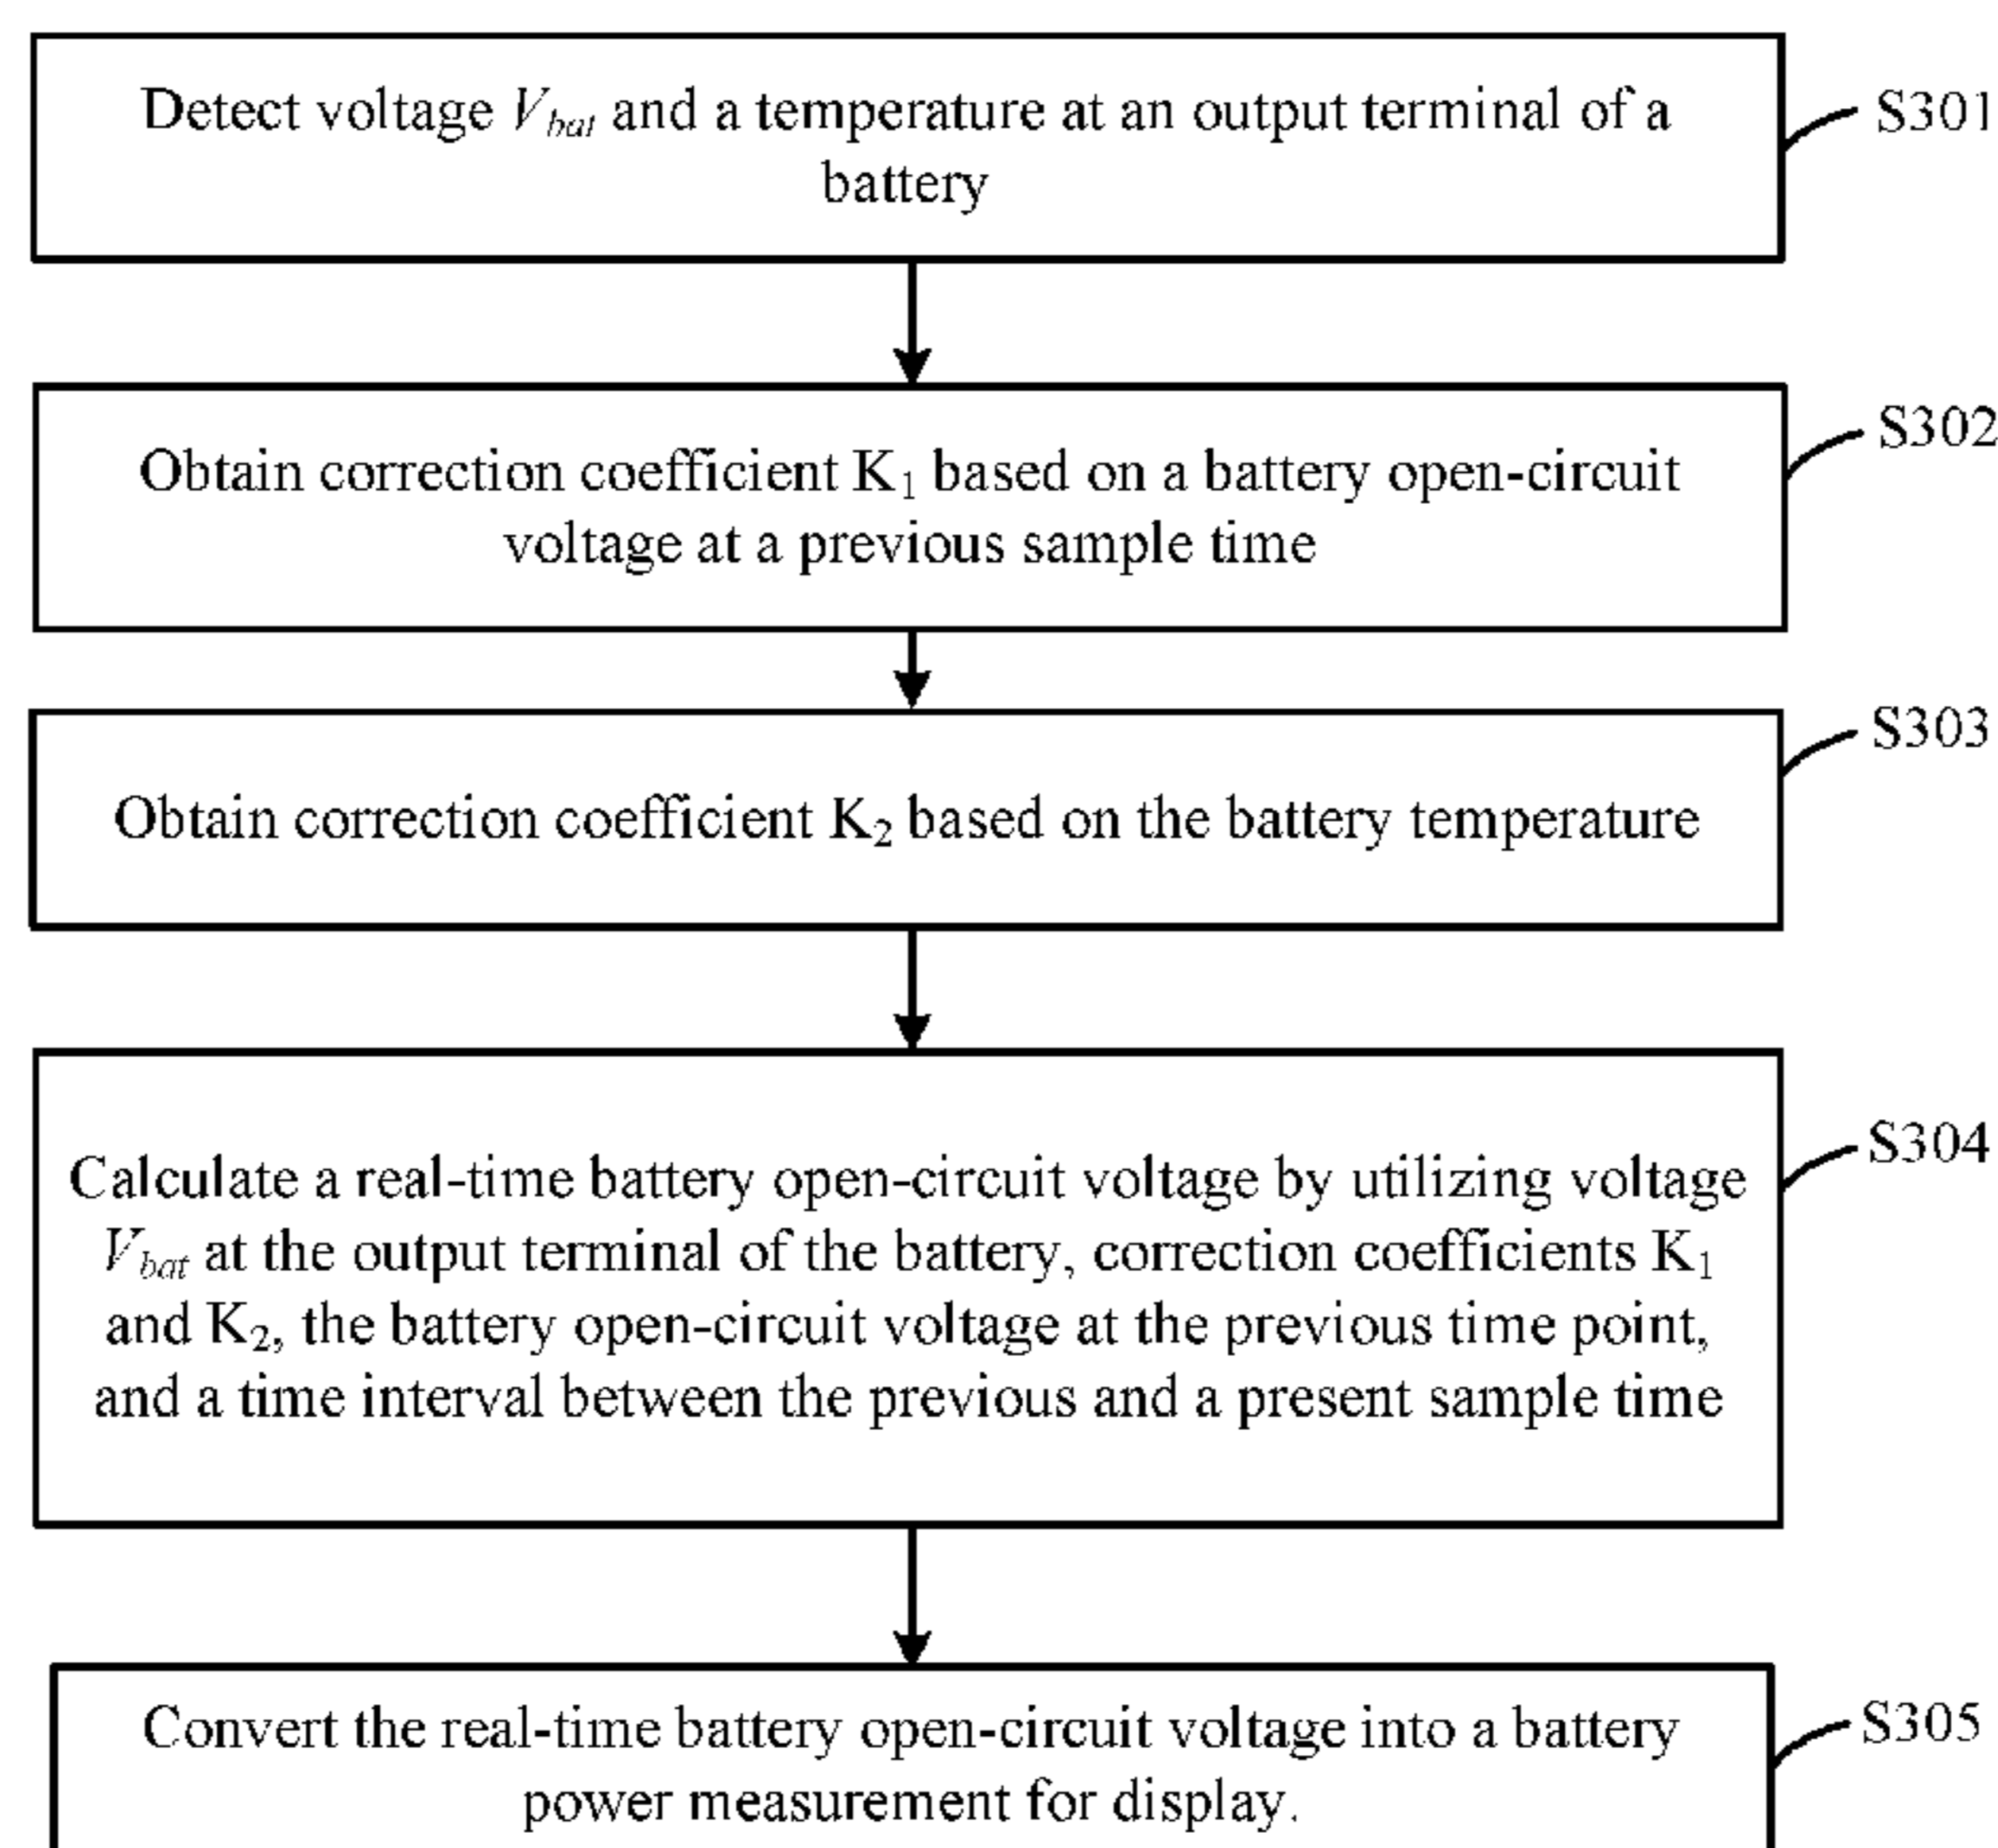 Detect voltage V_bat and a temperature at an output terminal of a
battery
S301
Obtain correction coefficient K₁ based on a battery open-circuit
voltage at a previous sample time
S302
Obtain correction coefficient K₂ based on the battery temperature
S303
Calculate a real-time battery open-circuit voltage by utilizing voltage
V_bat at the output terminal of the battery, correction coefficients K₁
and K₂, the battery open-circuit voltage at the previous time point,
and a time interval between the previous and a present sample time
S304
Convert the real-time battery open-circuit voltage into a battery
power measurement for display.
S305